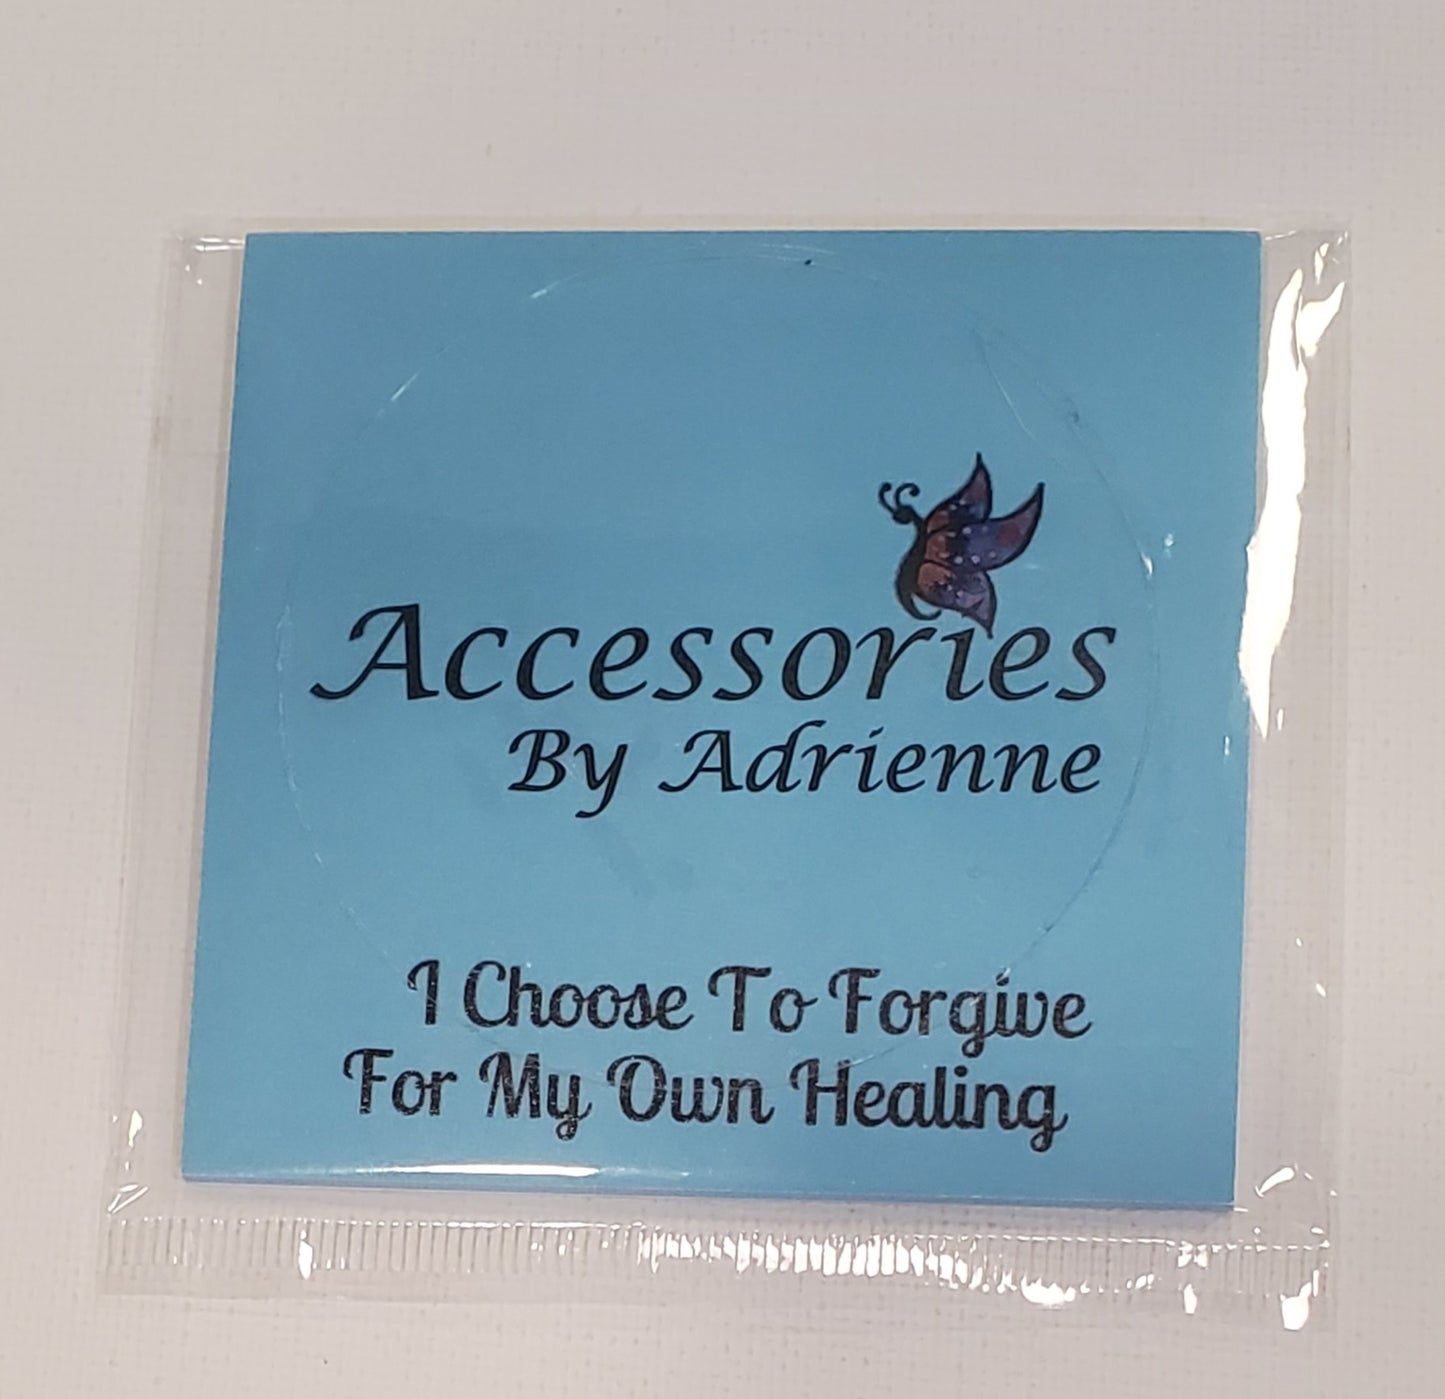 Accessories
By Adrienne
I Choose To Forgive
For My Own Healing